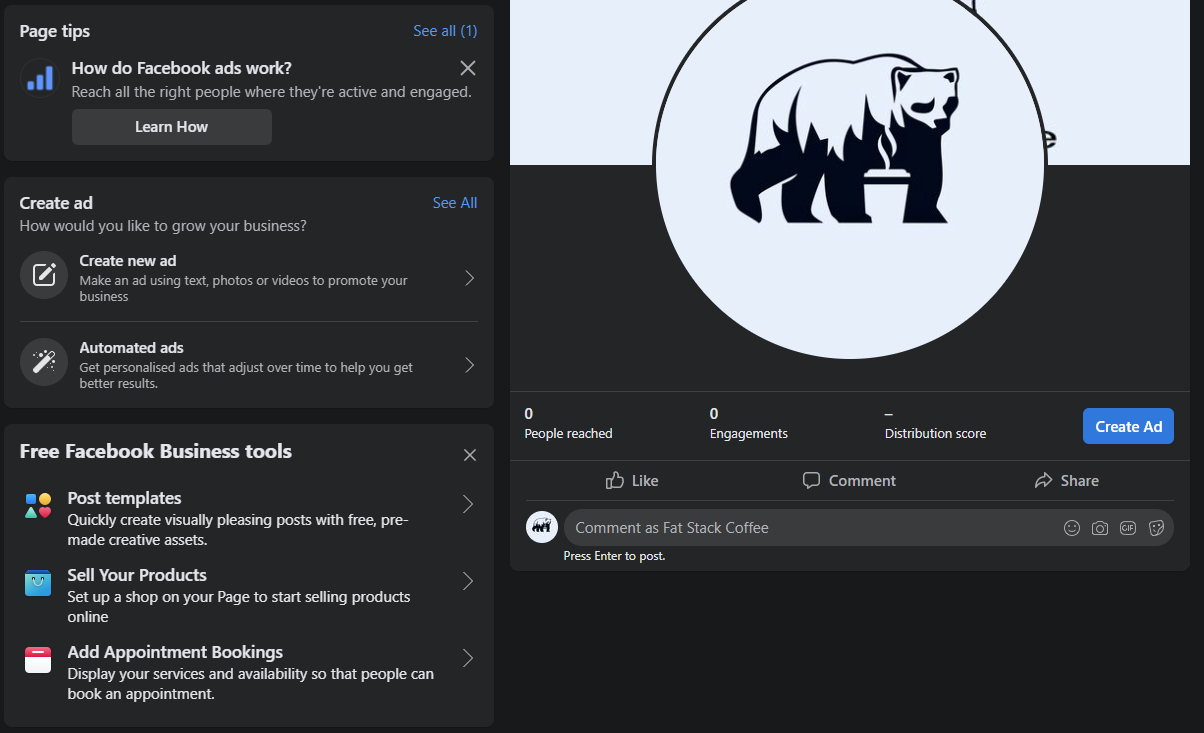 Page tips
See all (1)
How do Facebook ads work?
Reach all the right people where they're active and engaged.
Learn How
Create ad
See All
How would you like to grow your business?
Create new ad
Make an ad using text, photos or videos to promote your
business
Automated ads
Get personalised ads that adjust over time to help you get
better results.
Free Facebook Business tools
Post templates
Quickly create visually pleasing posts with free, pre-
made creative assets.
Sell Your Products
Set up a shop on your Page to start selling products
online
Add Appointment Bookings
Display your services and availability so that people can
book an appointment.
e
0
People reached
0
Engagements
–
Distribution score
Create Ad
Like
Comment
Share
Comment as Fat Stack Coffee
GIF
Press Enter to post.